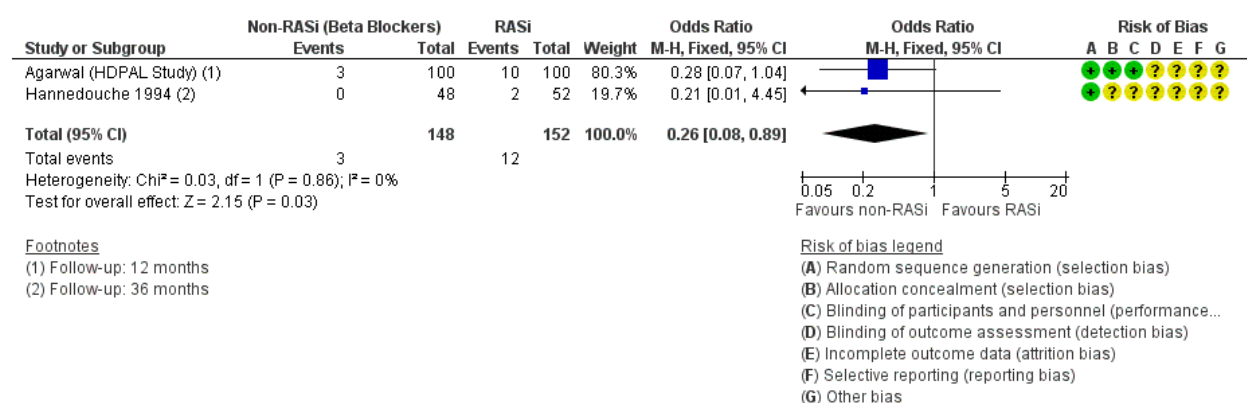 Non-RASi (Beta Blockers) RASi Odds Ratio Odds Ratio Risk of Bias
Study or Subgroup Events Total Events Total Weight M-H, Fixed, 95% CI M-H, Fixed, 95% CI A B C D E F G
Agarwal (HDPAL Study) (1) 3 100 10 100 80.3% 0.28 [0.07, 1.04] + + + ? ? ? ?
Hannedouche 1994 (2) 0 48 2 52 19.7% 0.21 [0.01, 4.45] + ? ? ? ? ? ?
Total (95% CI) 148 152 100.0% 0.26 [0.08, 0.89]
Total events 3 12
Heterogeneity: Chi² = 0.03, df = 1 (P = 0.86); I² = 0%
Test for overall effect: Z = 2.15 (P = 0.03)
0.05 0.2 1 5 20
Favours non-RASi Favours RASi
Footnotes
(1) Follow-up: 12 months
(2) Follow-up: 36 months
Risk of bias legend
(A) Random sequence generation (selection bias)
(B) Allocation concealment (selection bias)
(C) Blinding of participants and personnel (performance...
(D) Blinding of outcome assessment (detection bias)
(E) Incomplete outcome data (attrition bias)
(F) Selective reporting (reporting bias)
(G) Other bias